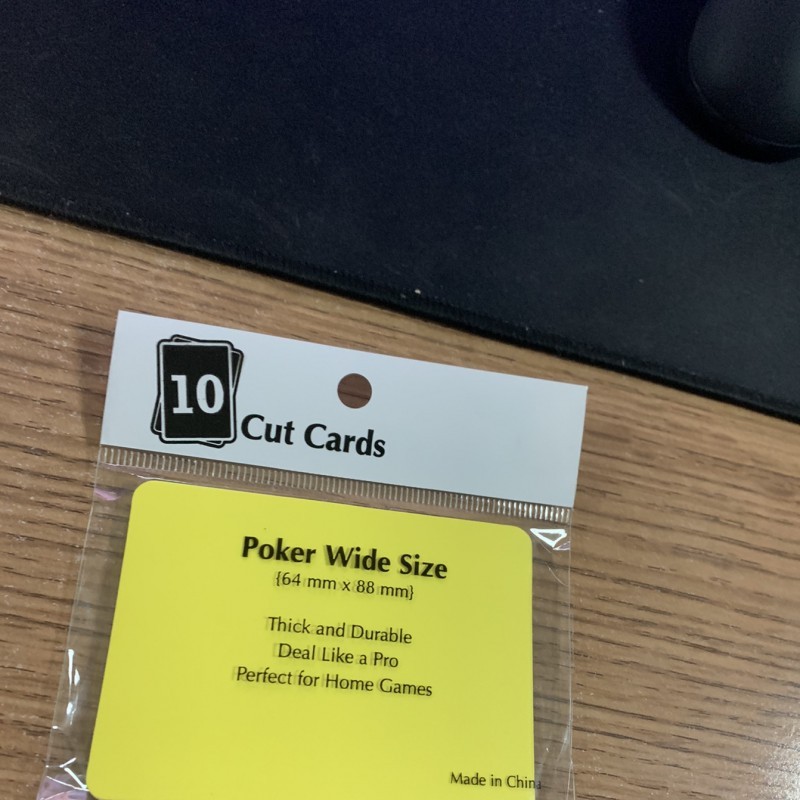 10
Cut Cards
Poker Wide Size
{64 mm x 88 mm}
Thick and Durable
Deal Like a Pro
Perfect for Home Games
Made in China